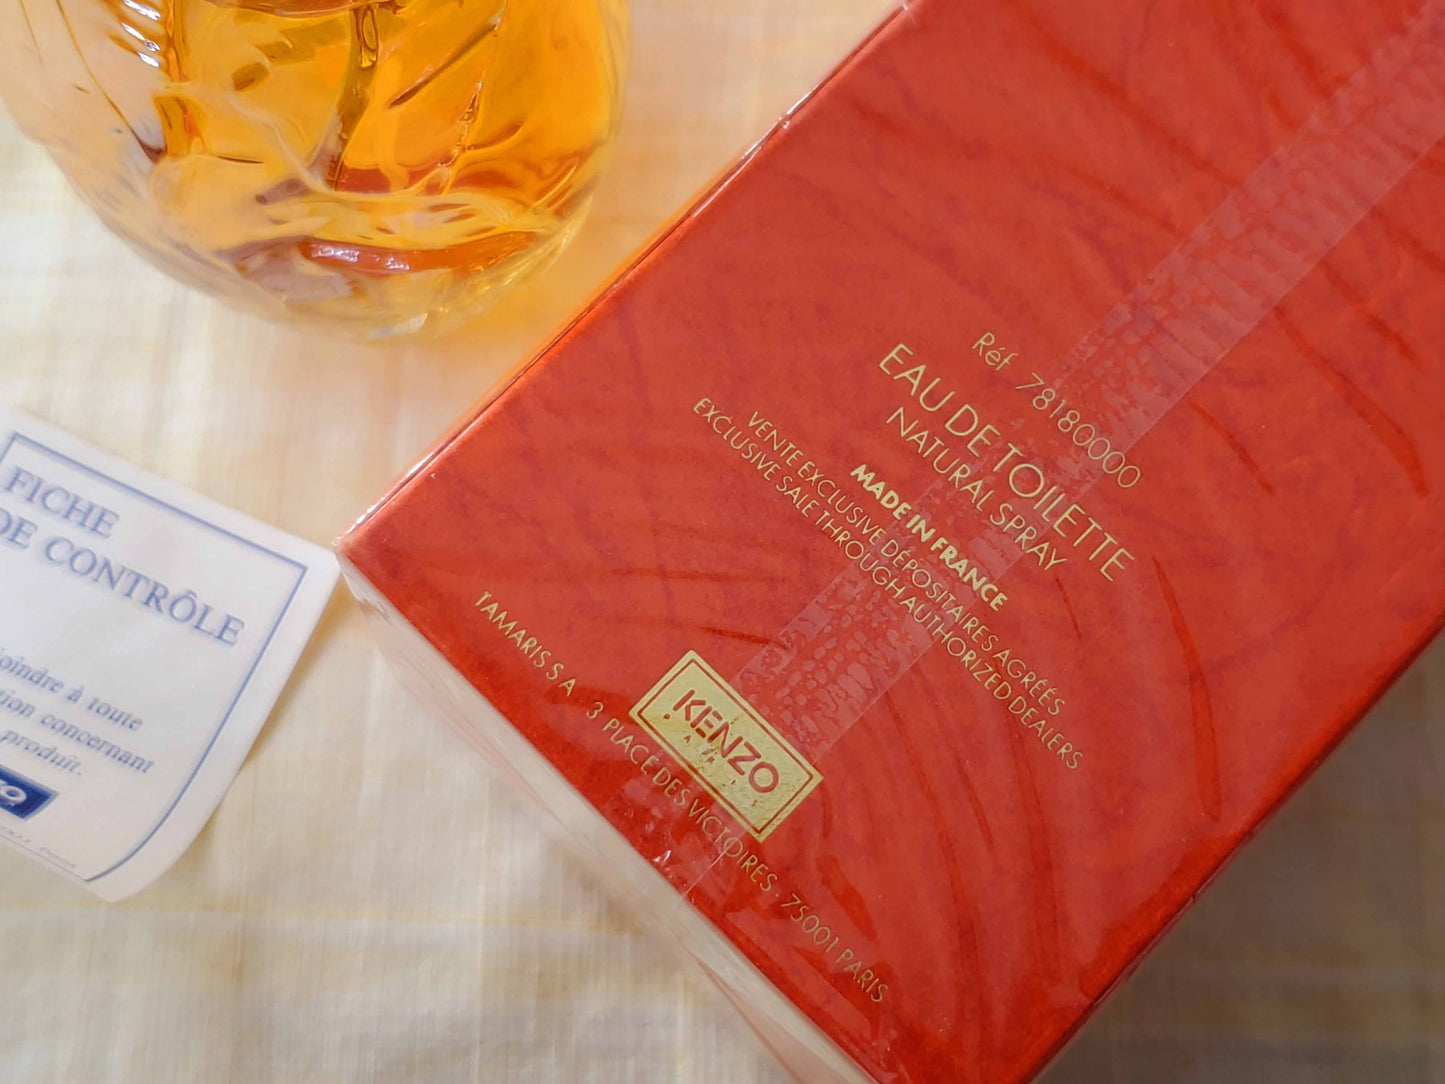 Réf 78180000
EAU DE TOILETTE
NATURAL SPRAY
MADE IN FRANCE
VENTE EXCLUSIVE DÉPOSITAIRES AGRÉÉS
EXCLUSIVE SALE THROUGH AUTHORIZED DEALERS
KENZO
PARIS
TAMARIS S A 3 PLACE DES VICTOIRES. 75001 PARIS
FICHE
DE CONTRÔLE
joindre à toute
concernant
produit.